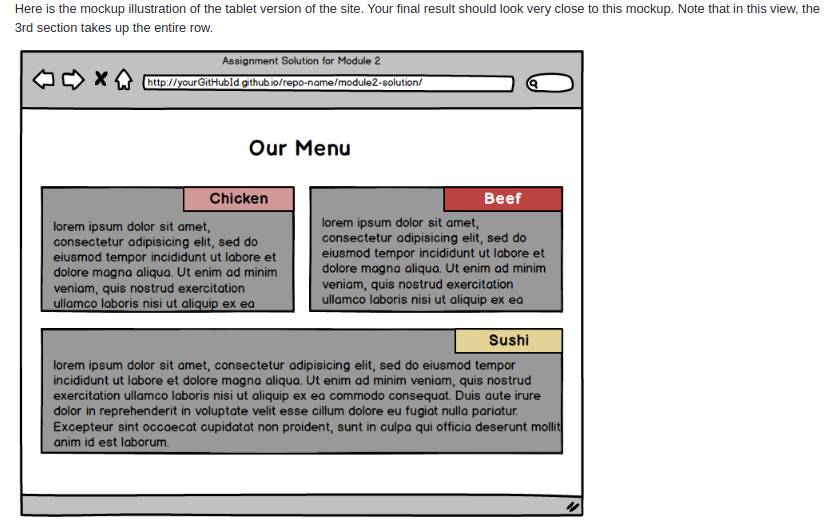 Here is the mockup illustration of the tablet version of the site. Your final result should look very close to this mockup. Note that in this view, the
3rd section takes up the entire row.
Assignment Solution for Module 2
http://yourGitHubId.github.io/repo-name/module2-solution/
Our Menu
Chicken
lorem ipsum dolor sit amet,
consectetur adipisicing elit, sed do
eiusmod tempor incididunt ut labore et
dolore magna aliqua. Ut enim ad minim
veniam, quis nostrud exercitation
ullamco laboris nisi ut aliquip ex ea
Beef
lorem ipsum dolor sit amet,
consectetur adipisicing elit, sed do
eiusmod tempor incididunt ut labore et
dolore magna aliqua. Ut enim ad minim
veniam, quis nostrud exercitation
ullamco laboris nisi ut aliquip ex ea
Sushi
lorem ipsum dolor sit amet, consectetur adipisicing elit, sed do eiusmod tempor
incididunt ut labore et dolore magna aliqua. Ut enim ad minim veniam, quis nostrud
exercitation ullamco laboris nisi ut aliquip ex ea commodo consequat. Duis aute irure
dolor in reprehenderit in voluptate velit esse cillum dolore eu fugiat nulla pariatur.
Excepteur sint occaecat cupidatat non proident, sunt in culpa qui officia deserunt mollit
anim id est laborum.